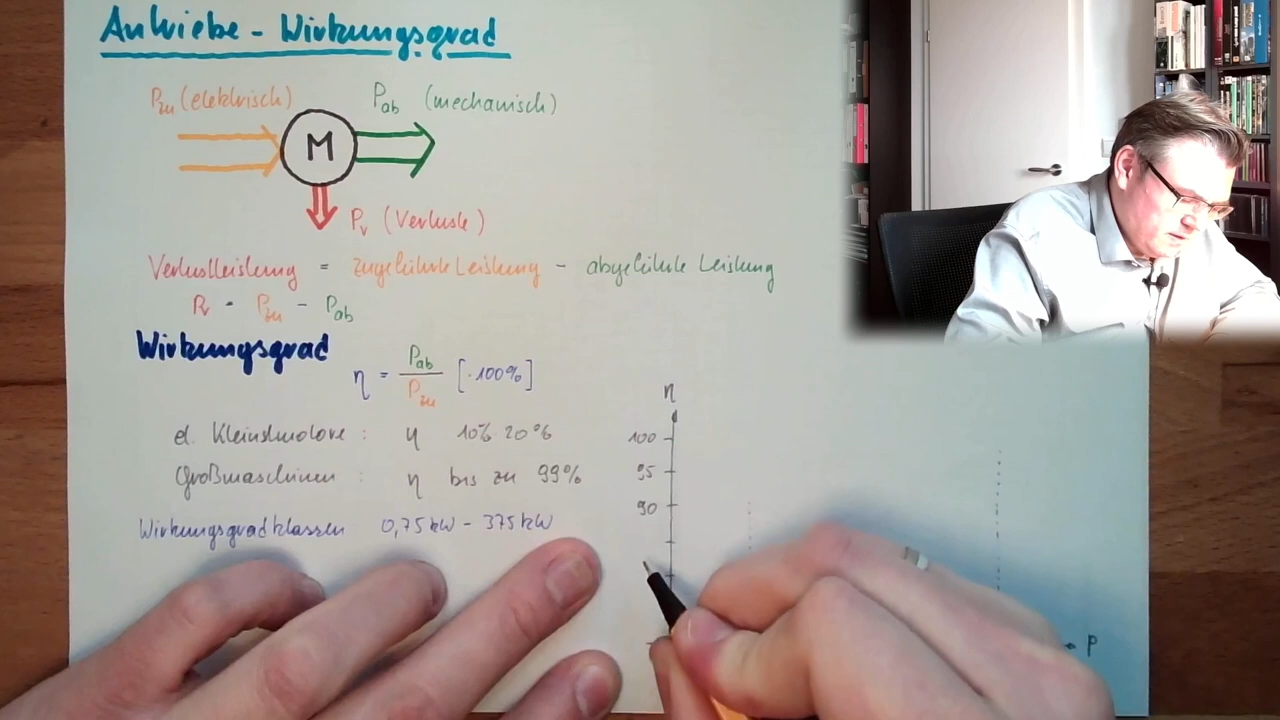 Antriebe - Wirkungsgrad
Pzu (elektrisch)
Pab (mechanisch)
M
Pv (Verluste)
Verlustleistung = zugeführte Leistung - abgeführte Leistung
Pv = Pzu - Pab
Wirkungsgrad
η = Pab / Pzu [·100%]
el. Kleinstmotore : η 10% 20%
Großmaschinen : η bis zu 99%
Wirkungsgradklassen 0,75 kW - 375 kW
η
100
95
90
P